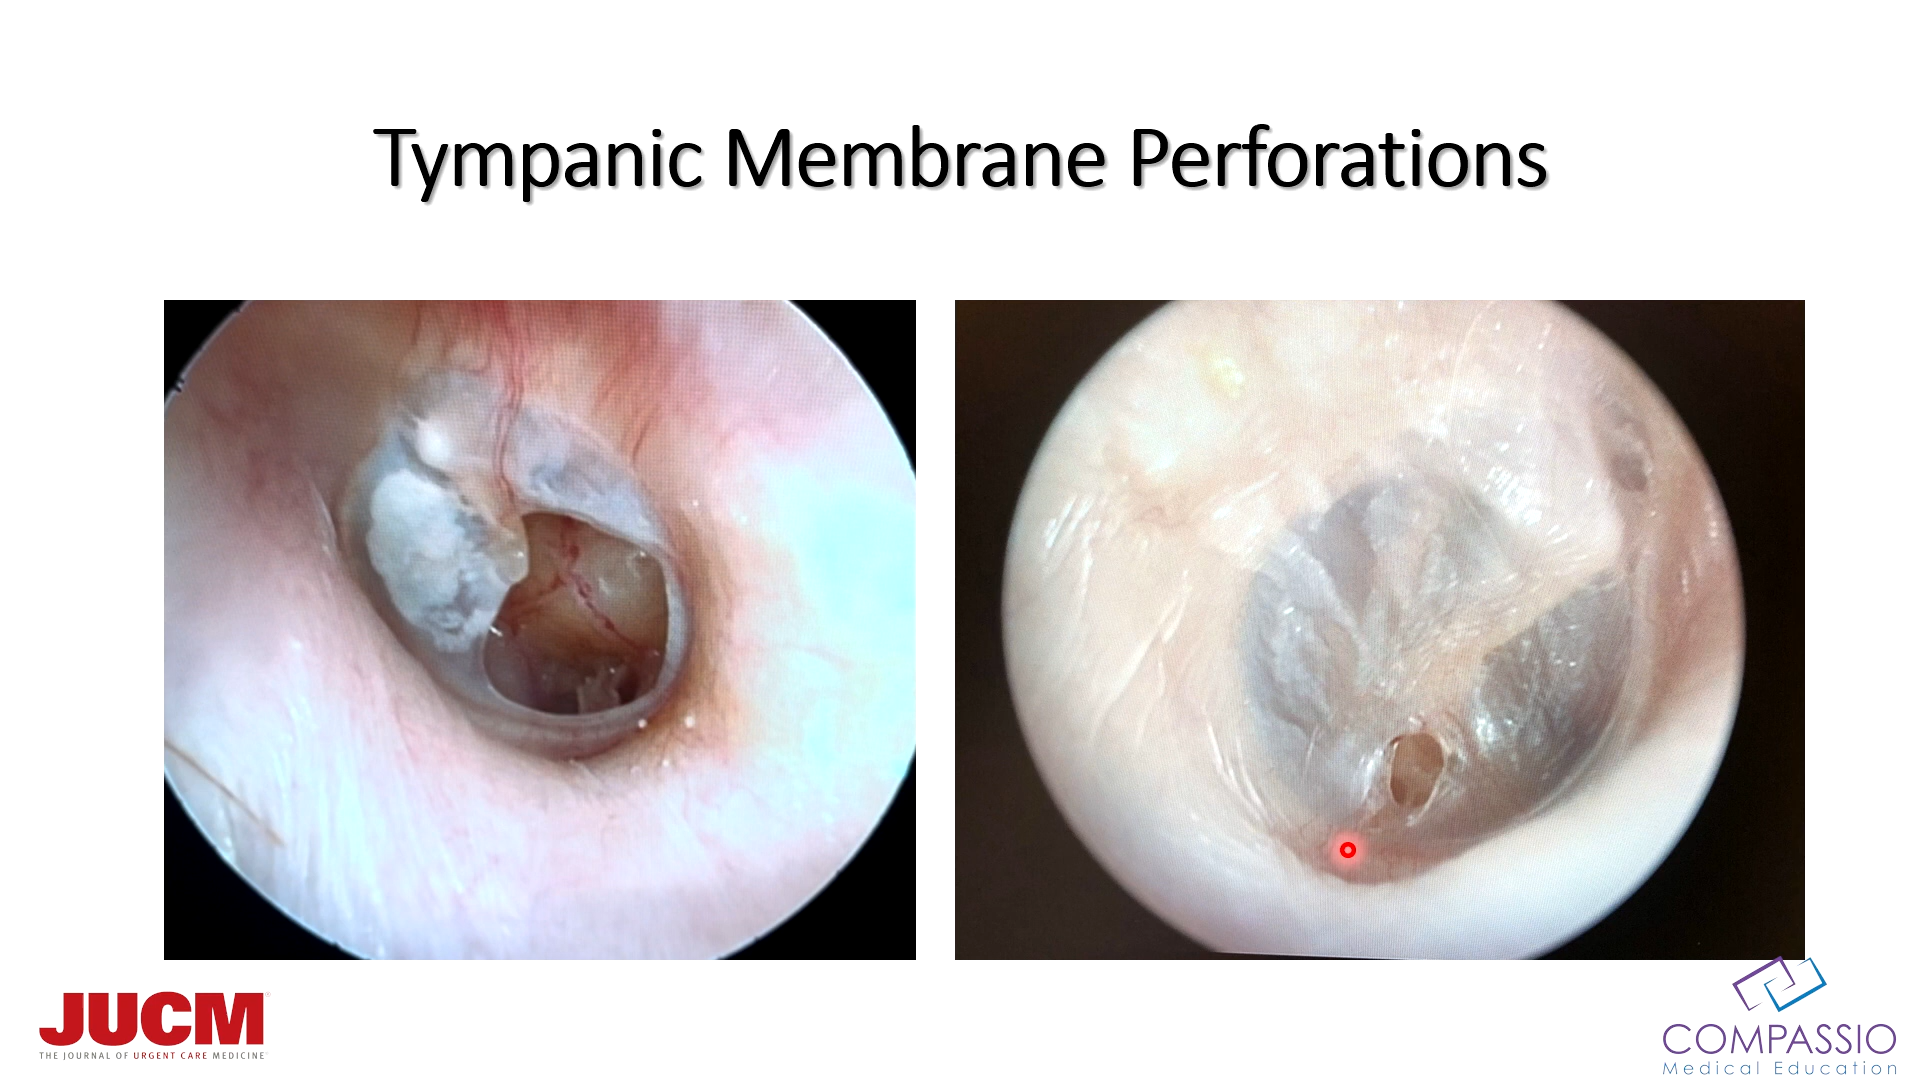 Tympanic Membrane Perforations
JUCM
THE JOURNAL OF URGENT CARE MEDICINE
COMPASSIO
Medical Education